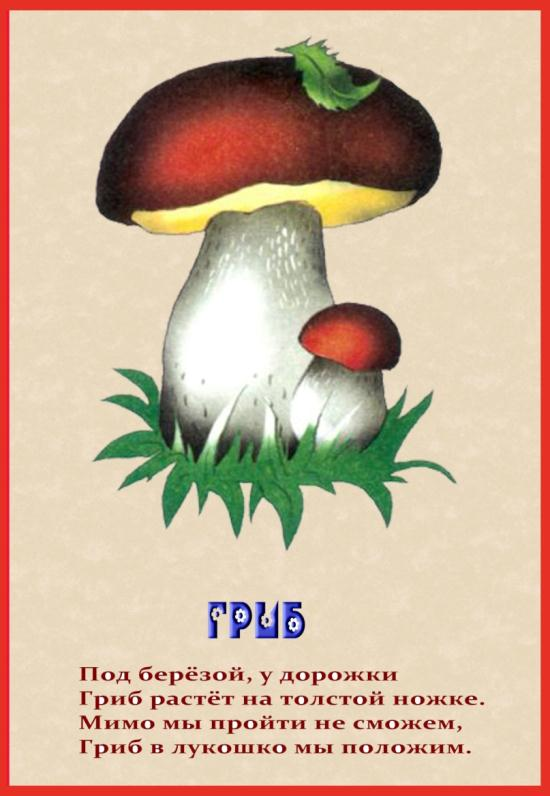 ГРИБ
Под берёзой, у дорожки
Гриб растёт на толстой ножке.
Мимо мы пройти не сможем,
Гриб в лукошко мы положим.